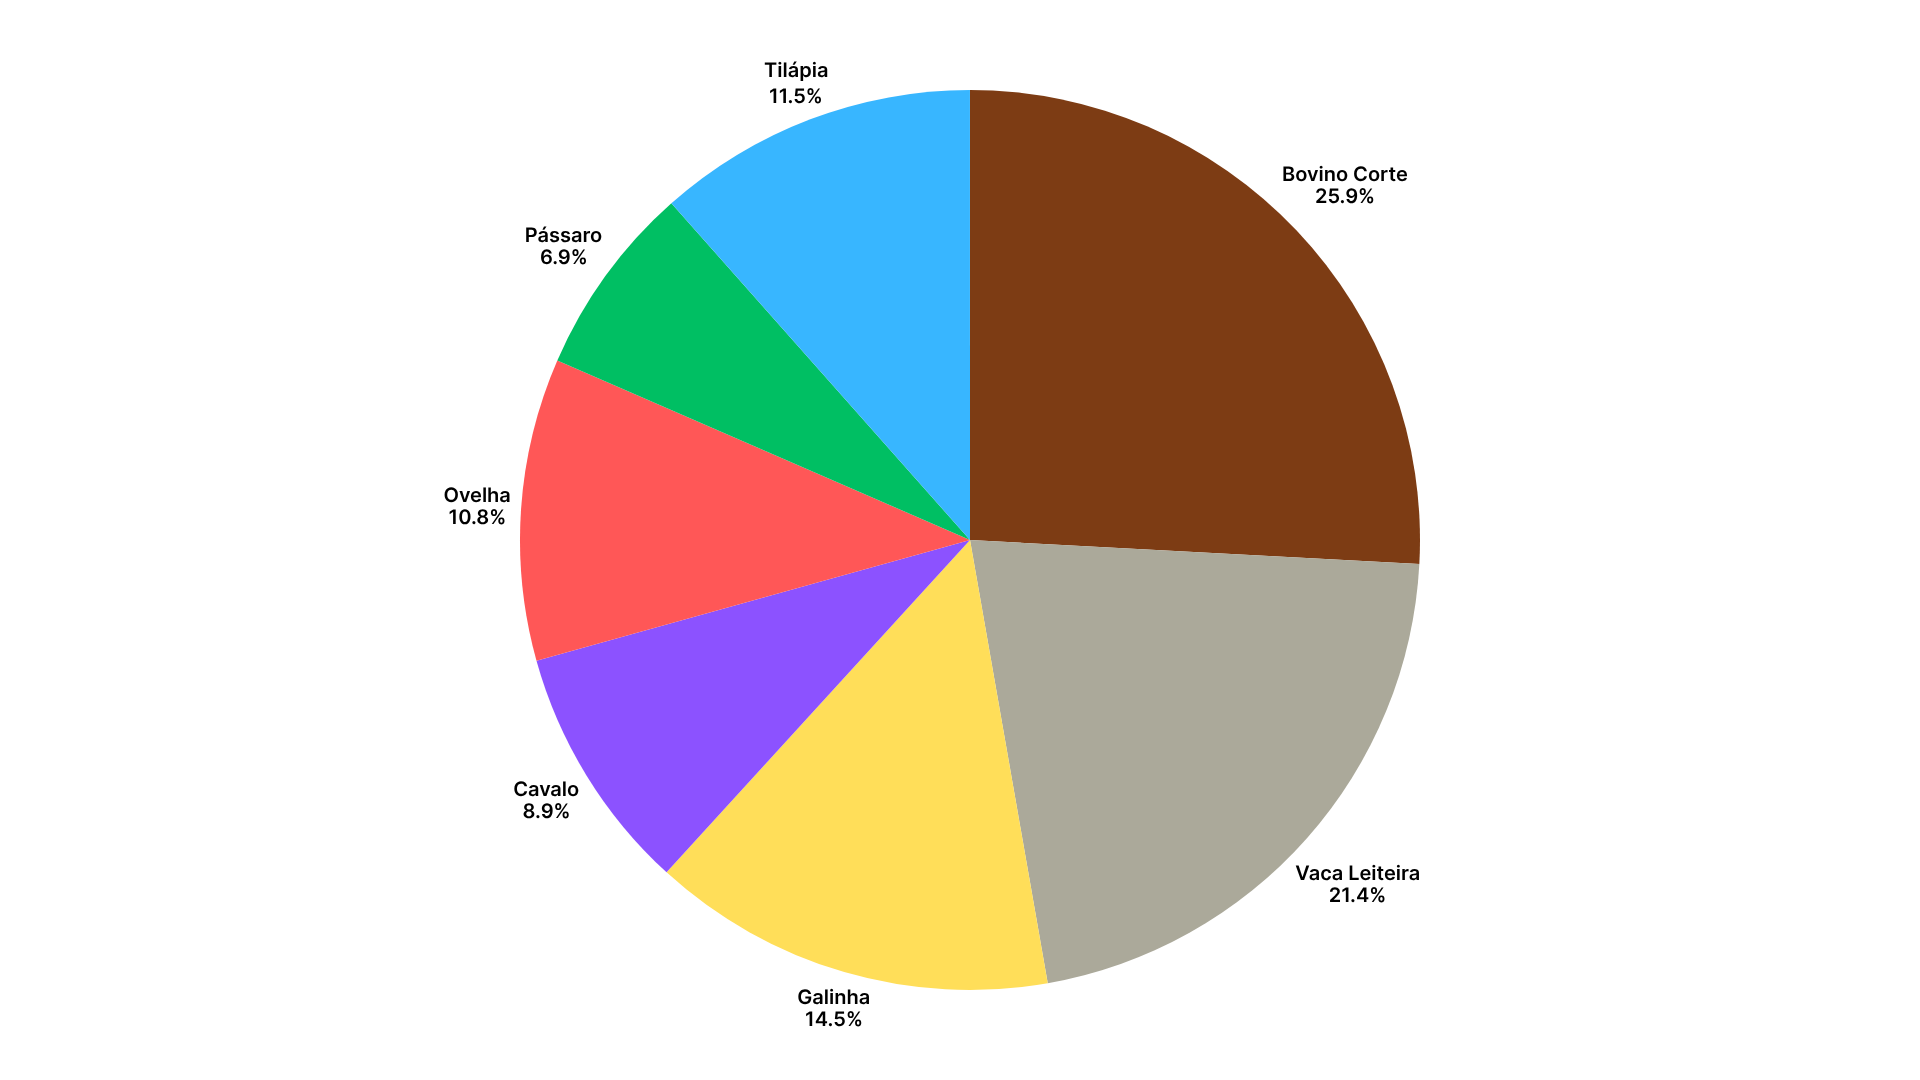 Tilápia
11.5%
Bovino Corte
25.9%
Pássaro
6.9%
Ovelha
10.8%
Cavalo
8.9%
Vaca Leiteira
21.4%
Galinha
14.5%